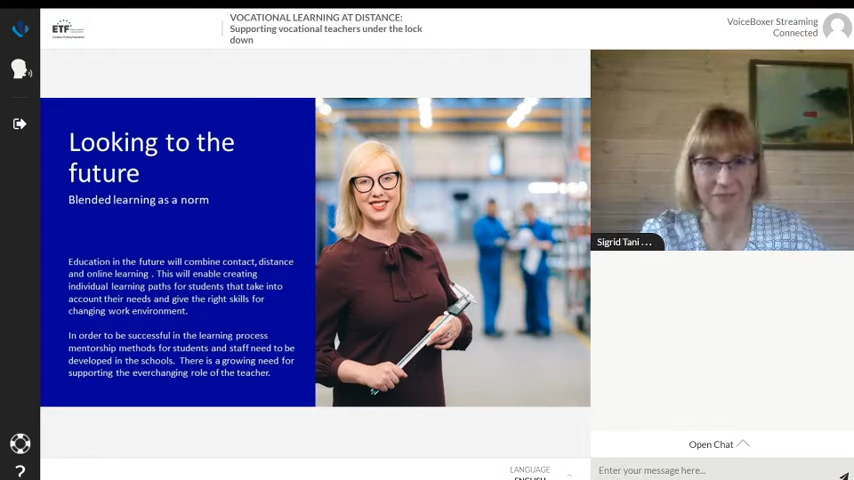 ETF
VOCATIONAL LEARNING AT DISTANCE:
Supporting vocational teachers under the lock
down
VoiceBoxer Streaming
Connected
Looking to the
future
Blended learning as a norm
Education in the future will combine contact, distance
and online learning . This will enable creating
individual learning paths for students that take into
account their needs and give the right skills for
changing work environment.
In order to be successful in the learning process
mentorship methods for students and staff need to be
developed in the schools. There is a growing need for
supporting the everchanging role of the teacher.
Sigrid Tani ...
Open Chat
Enter your message here...
LANGUAGE
ENGLISH
?